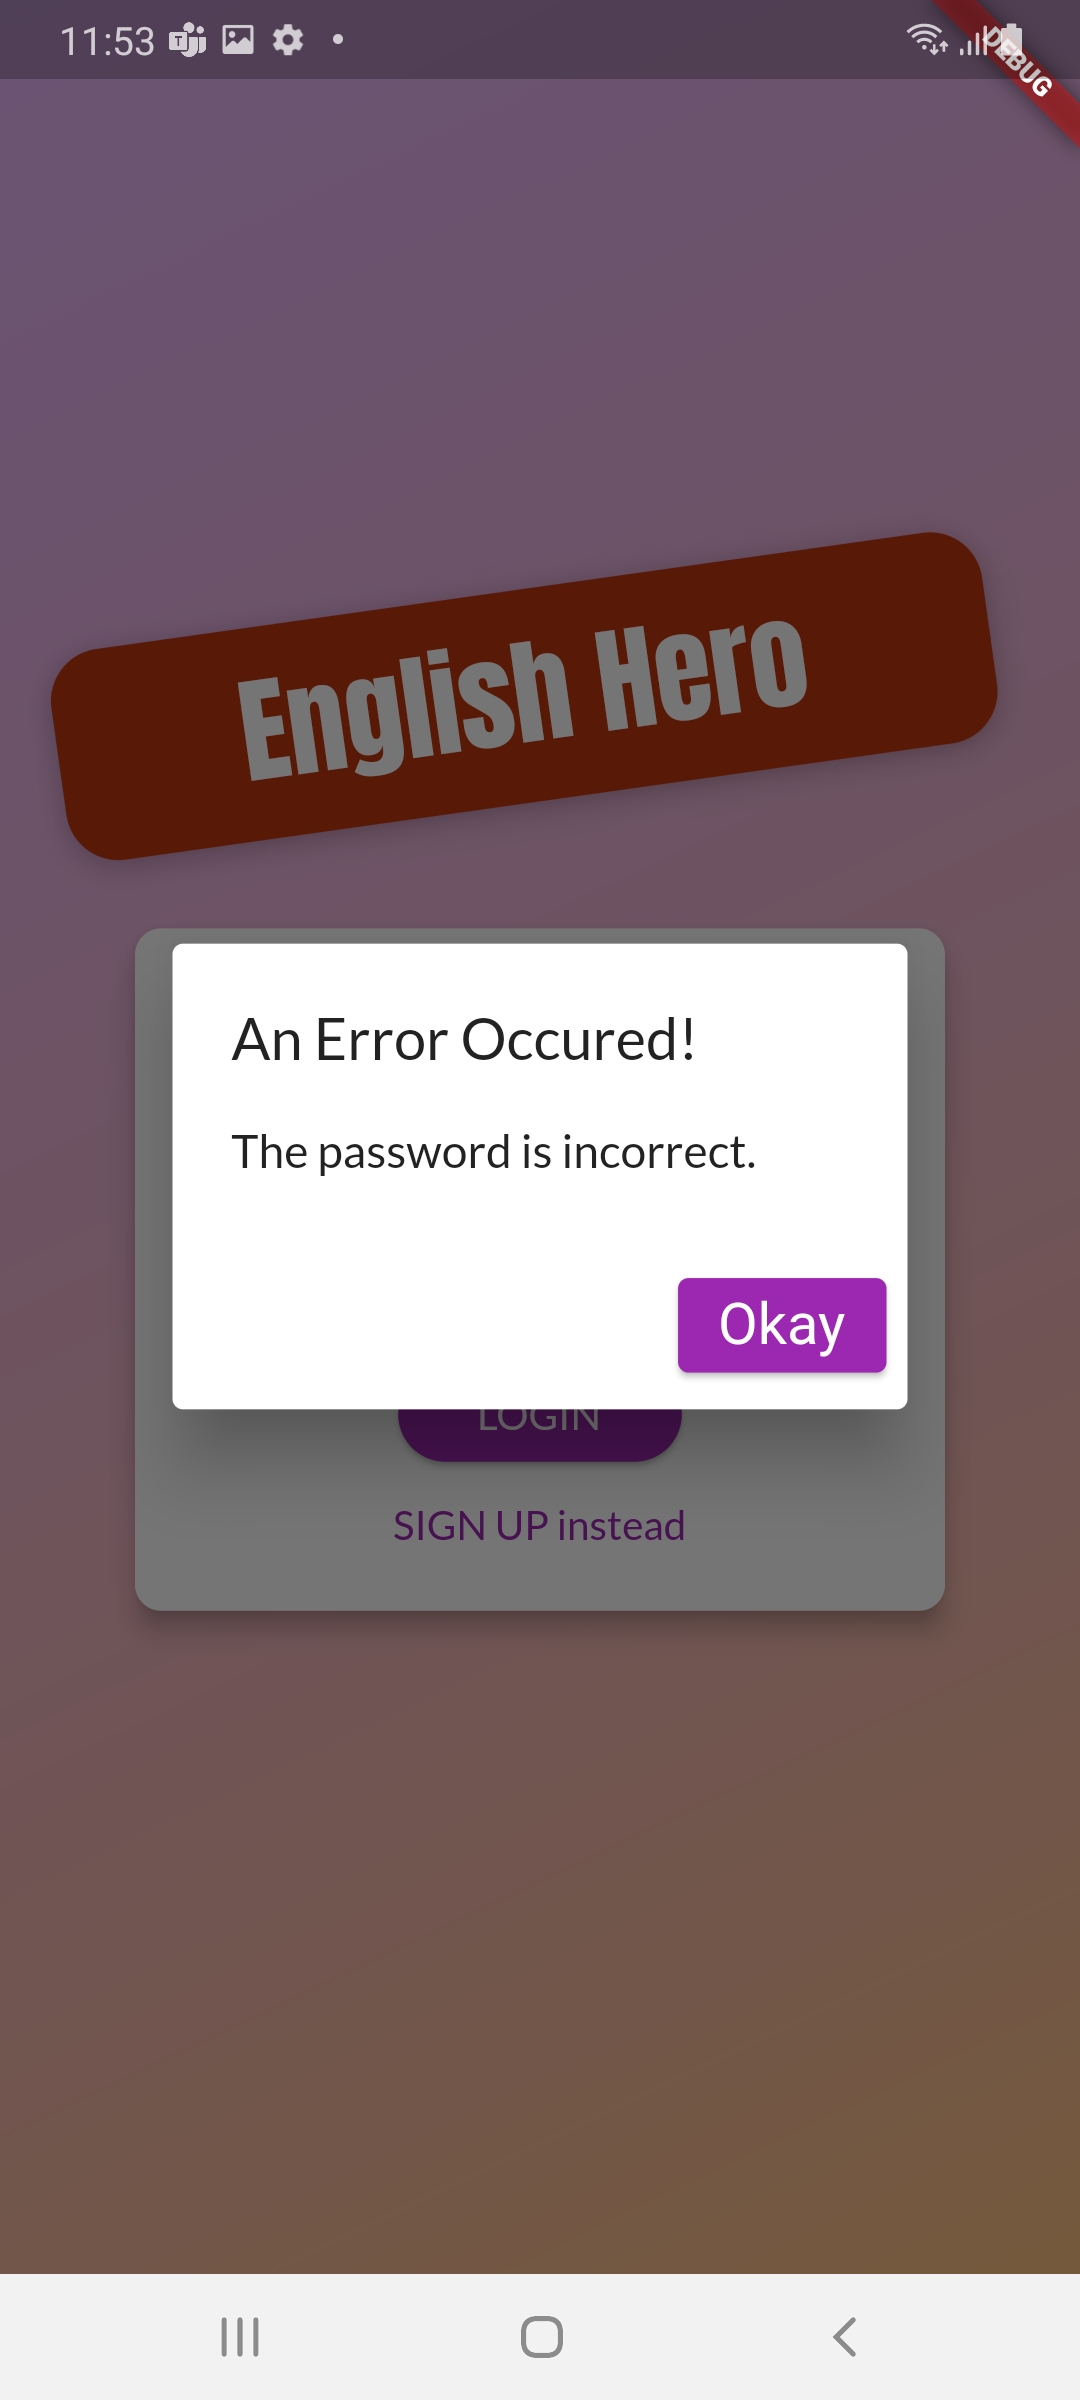 11:53
DEBUG
English Hero
An Error Occured!
The password is incorrect.
Okay
LOGIN
SIGN UP instead